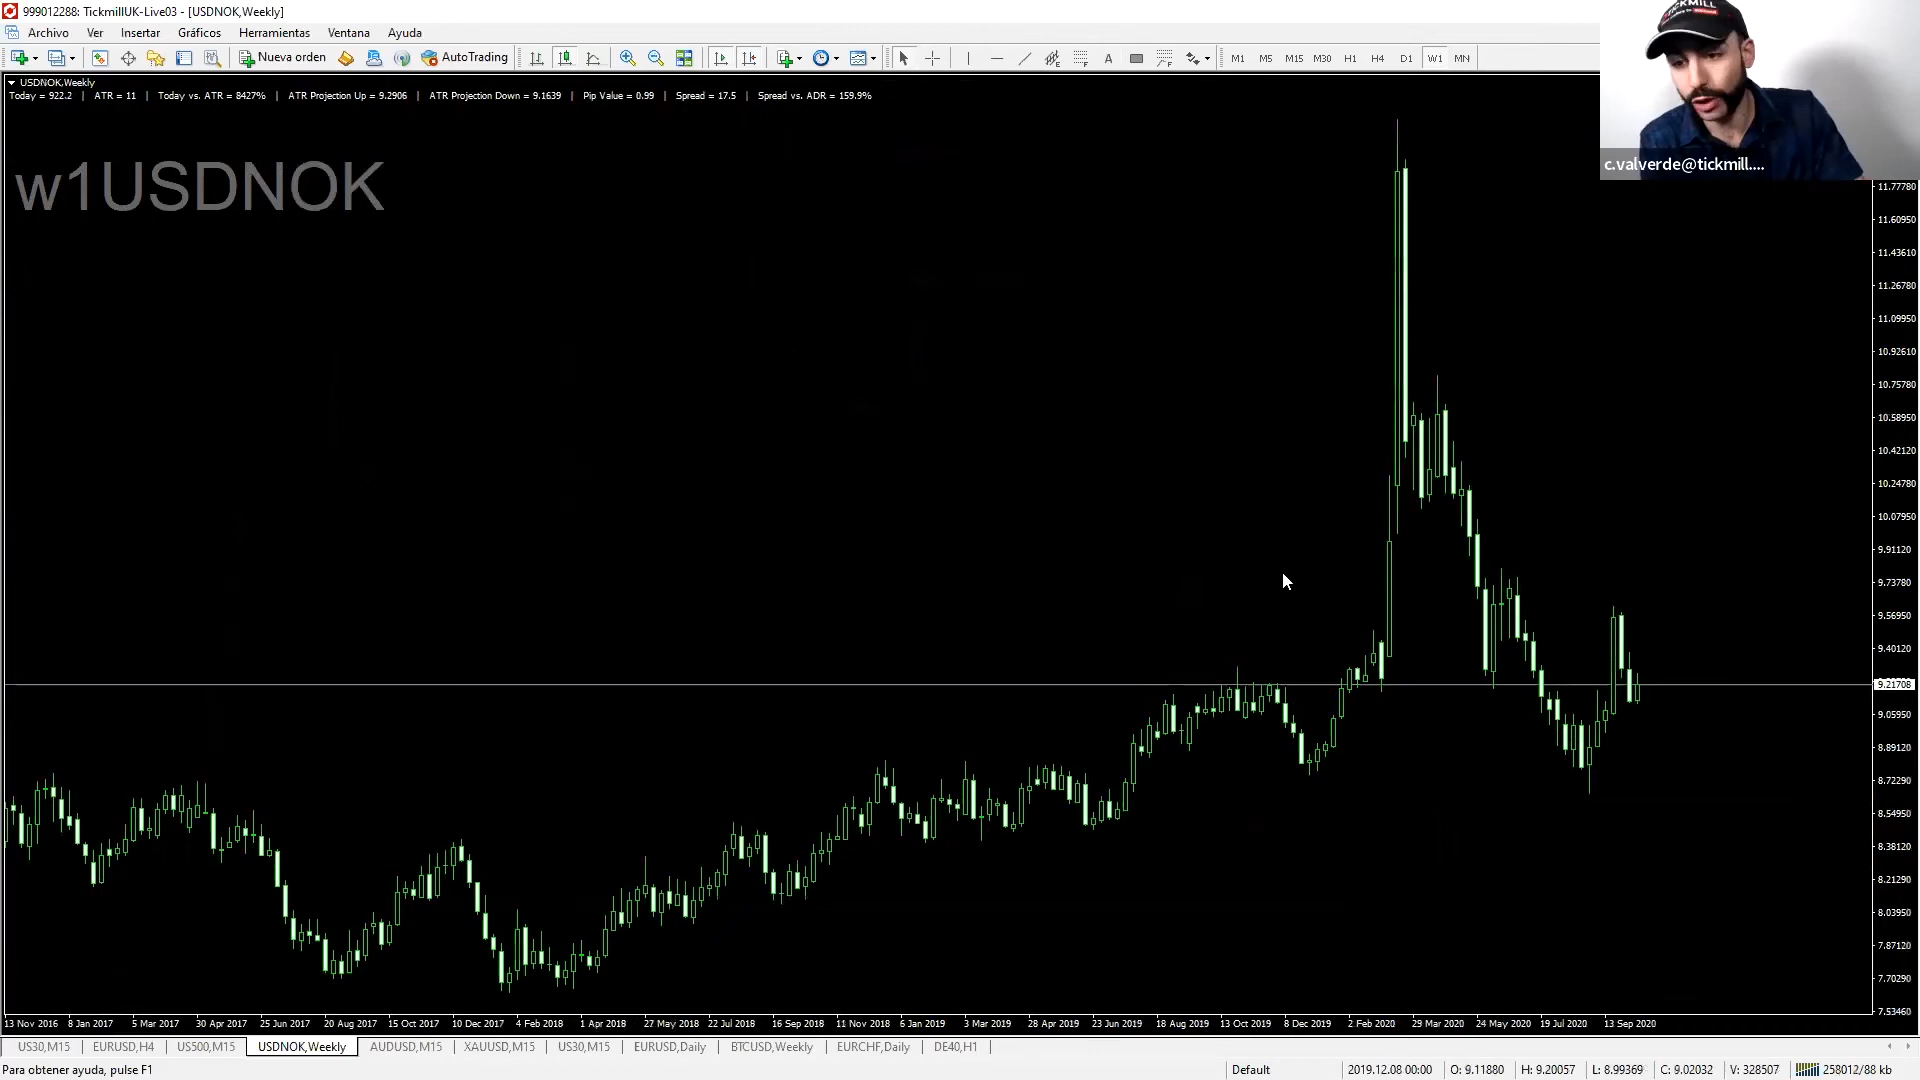 999012288: TickmillUK-Live03 - [USDNOK,Weekly]
Archivo Ver Insertar Gráficos Herramientas Ventana Ayuda
Nueva orden AutoTrading A M1 M5 M15 M30 H1 H4 D1 W1 MN
TICKMILL
USDNOK,Weekly
Today = 922.2 | ATR = 11 | Today vs. ATR = 8427% | ATR Projection Up = 9.2906 | ATR Projection Down = 9.1639 | Pip Value = 0.99 | Spread = 17.5 | Spread vs. ADR = 159.9%
c.valverde@tickmill....
w1USDNOK
11.77780
11.60950
11.43610
11.26780
11.09950
10.92610
10.75780
10.58950
10.42120
10.24780
10.07950
9.91120
9.73780
9.56950
9.40120
9.21708
9.05950
8.89120
8.72290
8.54950
8.38120
8.21290
8.03950
7.87120
7.70290
7.53460
13 Nov 2016 8 Jan 2017 5 Mar 2017 30 Apr 2017 25 Jun 2017 20 Aug 2017 15 Oct 2017 10 Dec 2017 4 Feb 2018 1 Apr 2018 27 May 2018 22 Jul 2018 16 Sep 2018 11 Nov 2018 6 Jan 2019 3 Mar 2019 28 Apr 2019 23 Jun 2019 18 Aug 2019 13 Oct 2019 8 Dec 2019 2 Feb 2020 29 Mar 2020 24 May 2020 19 Jul 2020 13 Sep 2020
US30,M15 EURUSD,H4 US500,M15 USDNOK,Weekly AUDUSD,M15 XAUUSD,M15 US30,M15 EURUSD,Daily BTCUSD,Weekly EURCHF,Daily DE40,H1
Para obtener ayuda, pulse F1 Default 2019.12.08 00:00 O: 9.11880 H: 9.20057 L: 8.99369 C: 9.02032 V: 328507 258012/88 kb